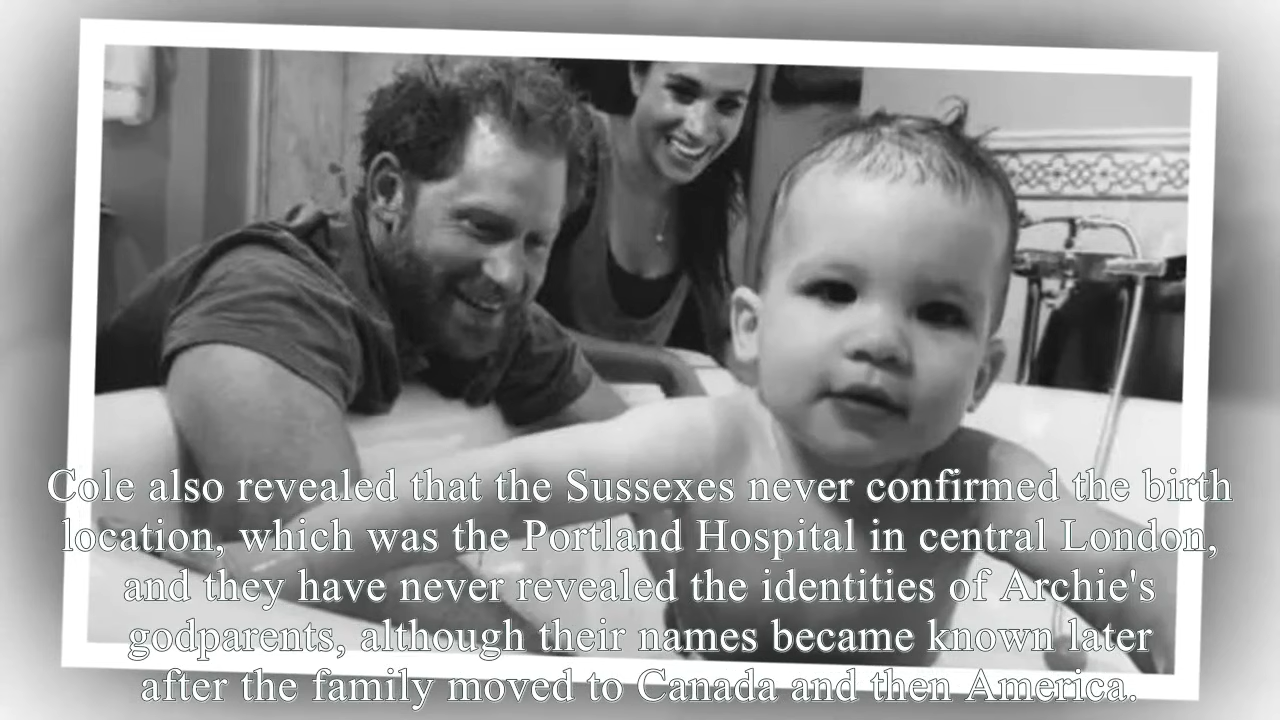 Cole also revealed that the Sussexes never confirmed the birth
location, which was the Portland Hospital in central London,
and they have never revealed the identities of Archie's
godparents, although their names became known later
after the family moved to Canada and then America.